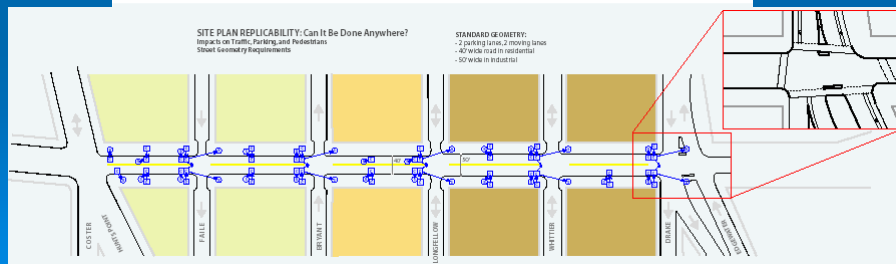 SITE PLAN REPLICABILITY: Can It Be Done Anywhere?
Impacts on Traffic, Parking, and Pedestrians
Street Geometry Requirements
STANDARD GEOMETRY:
- 2 parking lanes, 2 moving lanes
- 40' wide road in residential
- 50' wide in industrial
40'
50'
COSTER
HUNTS POINT
FAILE
BRYANT
LONGFELLOW
WHITTIER
DRAKE
EDGEWATER